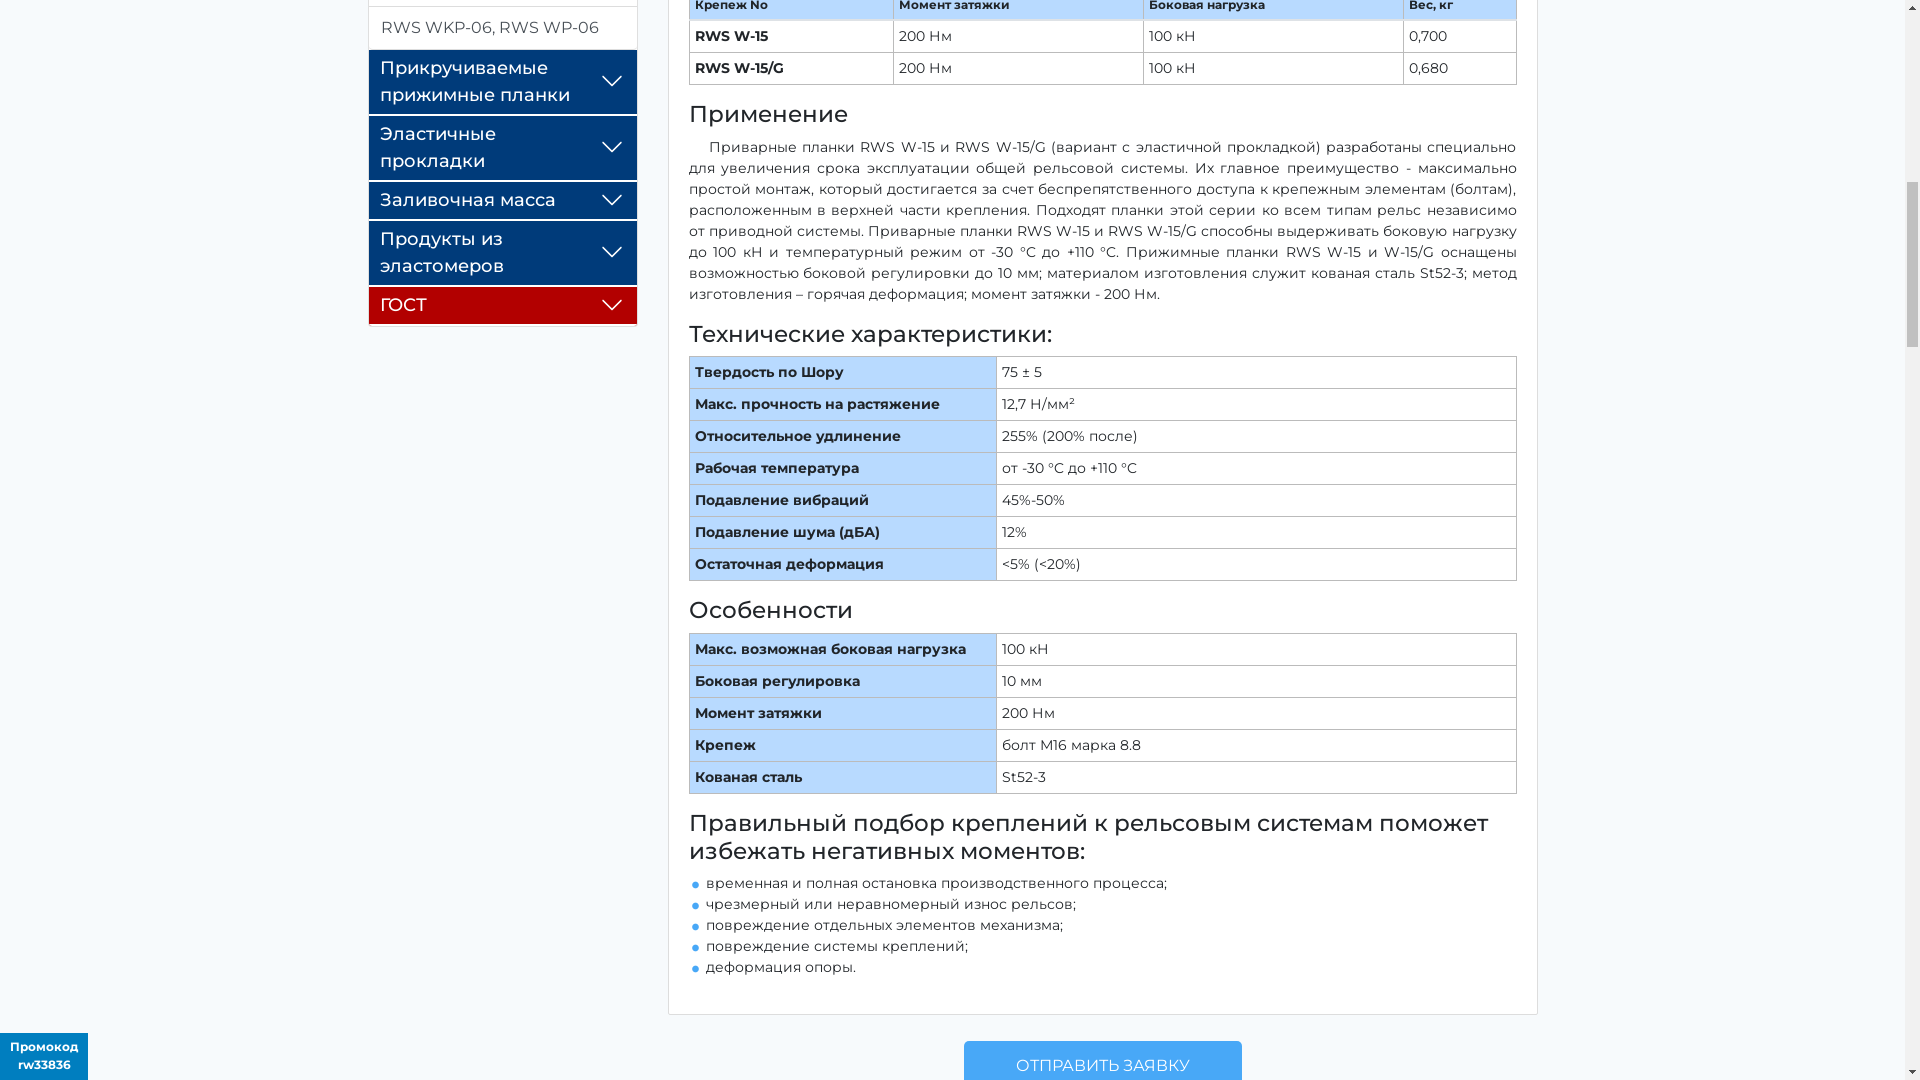 RWS WKP-06, RWS WP-06
Прикручиваемые
прижимные планки
Эластичные
прокладки
Заливочная масса
Продукты из
эластомеров
ГОСТ
Крепеж No Момент затяжки Боковая нагрузка Вес, кг
RWS W-15 200 Нм 100 кН 0,700
RWS W-15/G 200 Нм 100 кН 0,680
Применение
Приварные планки RWS W-15 и RWS W-15/G (вариант с эластичной прокладкой) разработаны специально
для увеличения срока эксплуатации общей рельсовой системы. Их главное преимущество - максимально
простой монтаж, который достигается за счет беспрепятственного доступа к крепежным элементам (болтам),
расположенным в верхней части крепления. Подходят планки этой серии ко всем типам рельс независимо
от приводной системы. Приварные планки RWS W-15 и RWS W-15/G способны выдерживать боковую нагрузку
до 100 кН и температурный режим от -30 °C до +110 °C. Прижимные планки RWS W-15 и W-15/G оснащены
возможностью боковой регулировки до 10 мм; материалом изготовления служит кованая сталь St52-3; метод
изготовления – горячая деформация; момент затяжки - 200 Нм.
Технические характеристики:
Твердость по Шору 75 ± 5
Макс. прочность на растяжение 12,7 Н/мм²
Относительное удлинение 255% (200% после)
Рабочая температура от -30 °C до +110 °C
Подавление вибраций 45%-50%
Подавление шума (дБА) 12%
Остаточная деформация <5% (<20%)
Особенности
Макс. возможная боковая нагрузка 100 кН
Боковая регулировка 10 мм
Момент затяжки 200 Нм
Крепеж болт М16 марка 8.8
Кованая сталь St52-3
Правильный подбор креплений к рельсовым системам поможет
избежать негативных моментов:
временная и полная остановка производственного процесса;
чрезмерный или неравномерный износ рельсов;
повреждение отдельных элементов механизма;
повреждение системы креплений;
деформация опоры.
Промокод
rw33836
ОТПРАВИТЬ ЗАЯВКУ